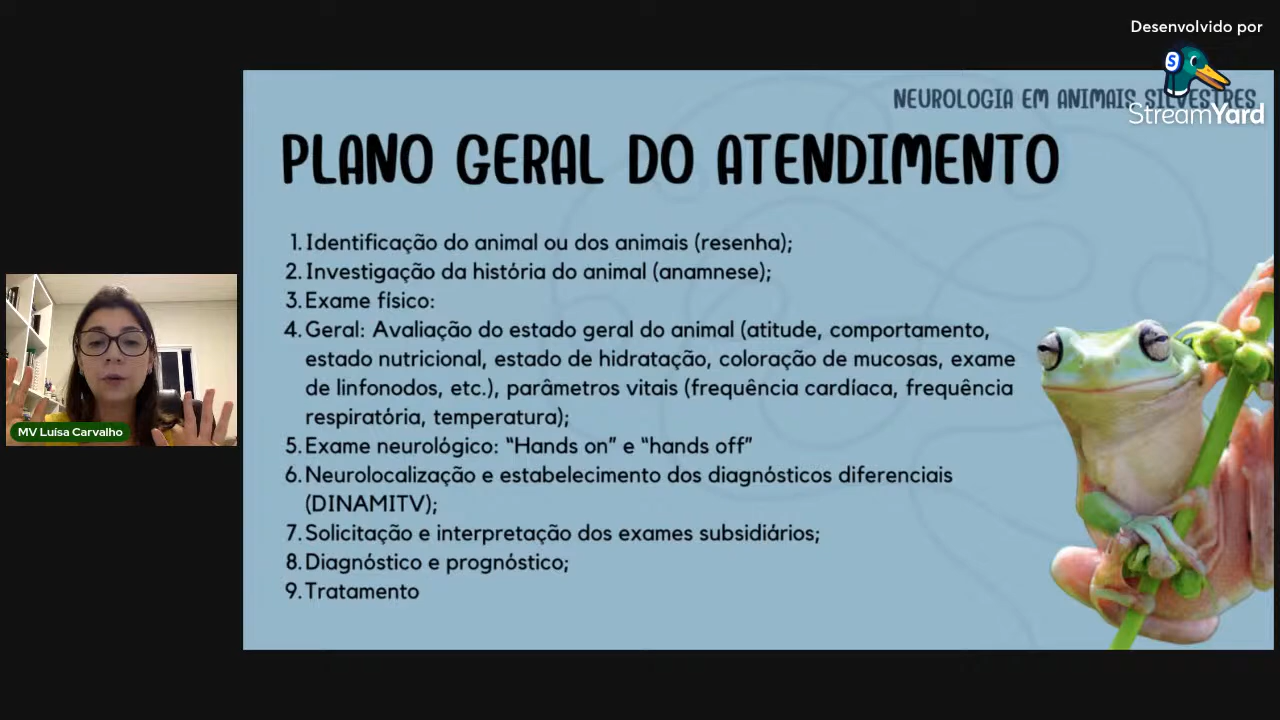 Desenvolvido por
StreamYard
NEUROLOGIA EM ANIMAIS SILVESTRES
PLANO GERAL DO ATENDIMENTO
1. Identificação do animal ou dos animais (resenha);
2. Investigação da história do animal (anamnese);
3. Exame físico:
4. Geral: Avaliação do estado geral do animal (atitude, comportamento,
estado nutricional, estado de hidratação, coloração de mucosas, exame
de linfonodos, etc.), parâmetros vitais (frequência cardíaca, frequência
respiratória, temperatura);
5. Exame neurológico: “Hands on” e “hands off”
6. Neurolocalização e estabelecimento dos diagnósticos diferenciais
(DINAMITV);
7. Solicitação e interpretação dos exames subsidiários;
8. Diagnóstico e prognóstico;
9. Tratamento
MV Luísa Carvalho